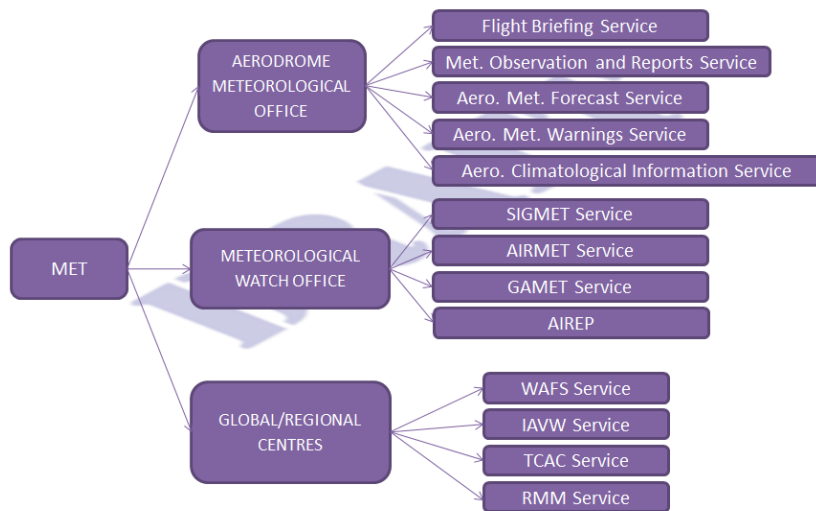 MET
AERODROME
METEOROLOGICAL
OFFICE
Flight Briefing Service
Met. Observation and Reports Service
Aero. Met. Forecast Service
Aero. Met. Warnings Service
Aero. Climatological Information Service
METEOROLOGICAL
WATCH OFFICE
SIGMET Service
AIRMET Service
GAMET Service
AIREP
GLOBAL/REGIONAL
CENTRES
WAFS Service
IAVW Service
TCAC Service
RMM Service